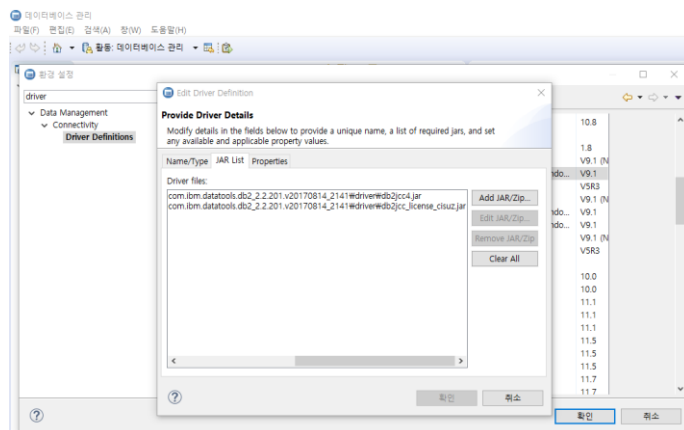 데이터베이스 관리
파일(F) 편집(E) 검색(A) 창(W) 도움말(H)
활동: 데이터베이스 관리
환경 설정
driver
Data Management
Connectivity
Driver Definitions
Edit Driver Definition
Provide Driver Details
Modify details in the fields below to provide a unique name, a list of required jars, and set
any available and applicable property values.
Name/Type JAR List Properties
Driver files:
com.ibm.datatools.db2_2.2.201.v20170814_2141₩driver₩db2jcc4.jar
com.ibm.datatools.db2_2.2.201.v20170814_2141₩driver₩db2jcc_license_cisuz.jar
Add JAR/Zip...
Edit JAR/Zip...
Remove JAR/Zip
Clear All
확인 취소
10.8
1.8
V9.1 (N
ndo... V9.1
V5R3
V9.1 (N
ndo... V9.1
ndo... V9.1
V9.1 (N
V5R3
10.0
10.0
11.1
11.1
11.1
11.5
11.5
11.5
11.7
11.7
확인 취소